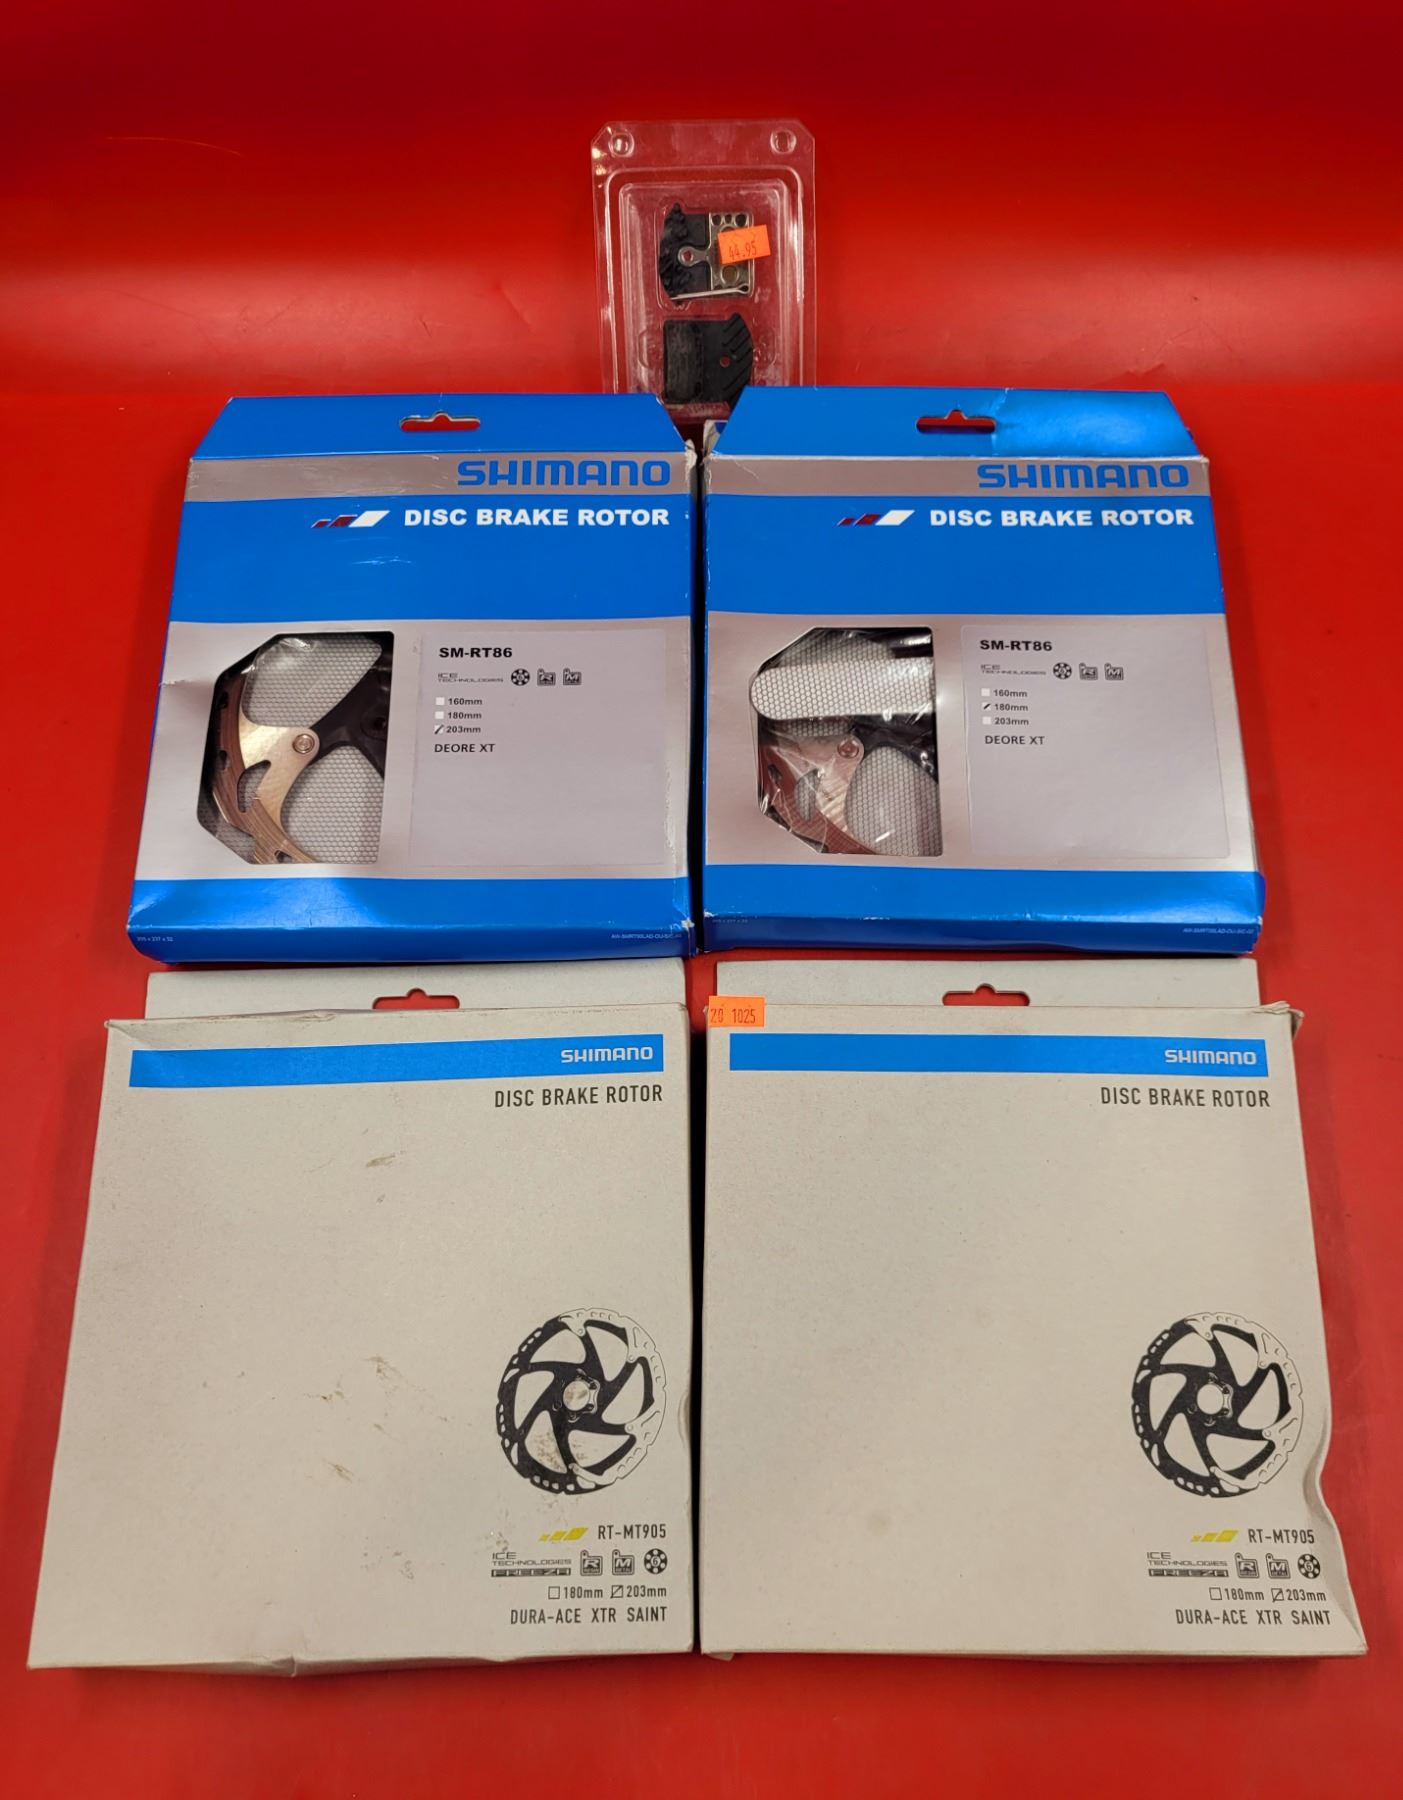 44.95
SHIMANO
DISC BRAKE ROTOR
SM-RT86
ICE
TECHNOLOGIES
160mm
180mm
203mm
DEORE XT
SHIMANO
DISC BRAKE ROTOR
SM-RT86
ICE
TECHNOLOGIES
160mm
180mm
203mm
DEORE XT
SHIMANO
DISC BRAKE ROTOR
RT-MT905
ICE
TECHNOLOGIES
FREEZA
180mm 203mm
DURA-ACE XTR SAINT
20 1025
SHIMANO
DISC BRAKE ROTOR
RT-MT905
ICE
TECHNOLOGIES
FREEZA
180mm 203mm
DURA-ACE XTR SAINT